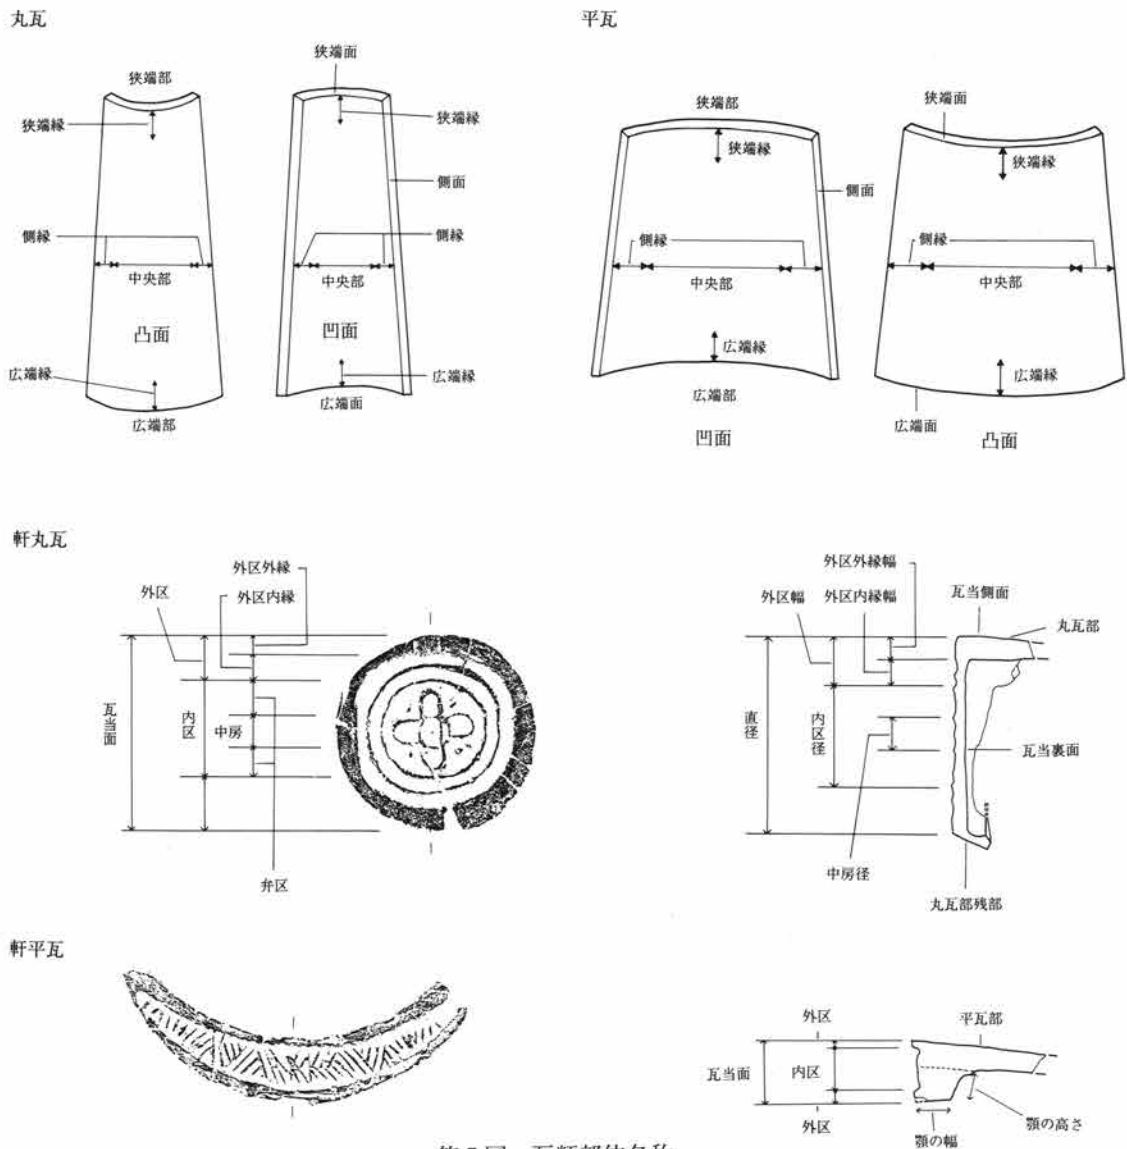 丸瓦
狭端部
狭端縁
側縁
中央部
凸面
広端縁
広端部
狭端面
狭端縁
側面
側縁
中央部
凹面
広端縁
広端面
平瓦
狭端部
狭端縁
側面
側縁
中央部
広端縁
広端部
凹面
狭端面
狭端縁
側縁
中央部
広端縁
広端面
凸面
軒丸瓦
外区外縁
外区
外区内縁
瓦当面
内区
中房
弁区
外区外縁幅
外区幅
外区内縁幅
瓦当側面
丸瓦部
直径
内区径
瓦当裏面
中房径
丸瓦部残部
軒平瓦
外区
平瓦部
瓦当面
内区
外区
顎の高さ
顎の幅